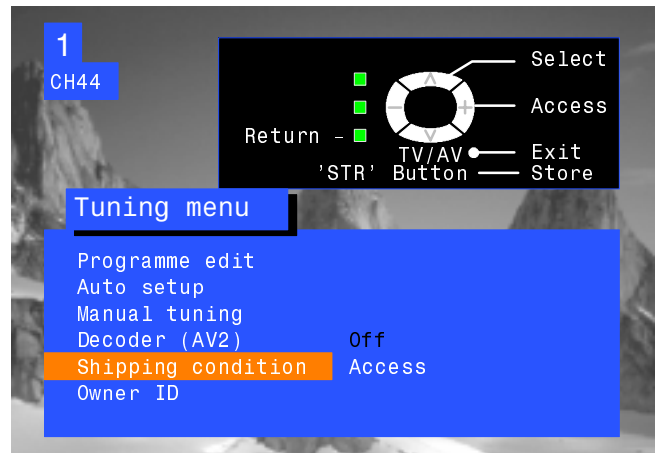 1
CH44
Select
Access
Return
TV/AV Exit
'STR' Button Store
Tuning menu
Programme edit
Auto setup
Manual tuning
Decoder (AV2) Off
Shipping condition Access
Owner ID